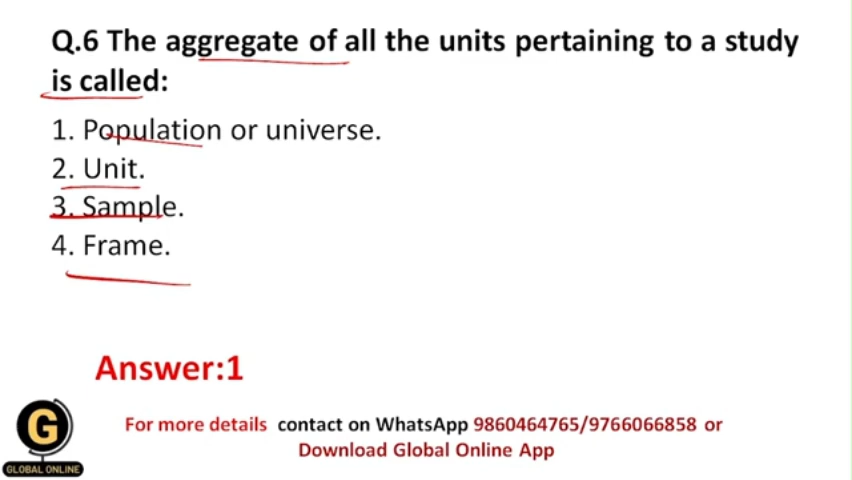 Q.6 The aggregate of all the units pertaining to a study
is called:
1. Population or universe.
2. Unit.
3. Sample.
4. Frame.
Answer:1
G
GLOBAL ONLINE
For more details contact on WhatsApp 9860464765/9766066858 or
Download Global Online App